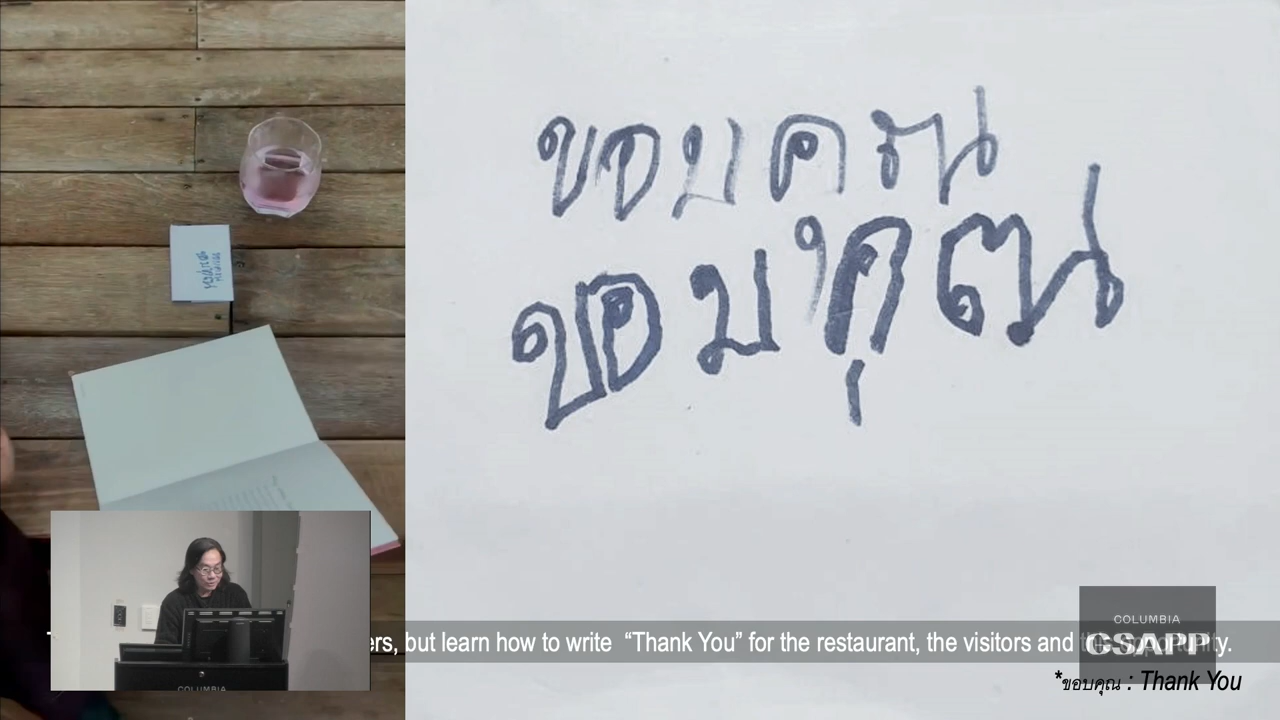 ขอบคณ
ขอบคุณ
COLUMBIA
GSAPP
but learn how to write “Thank You” for the restaurant, the visitors and
*ขอบคุณ : Thank You
COLUMBIA